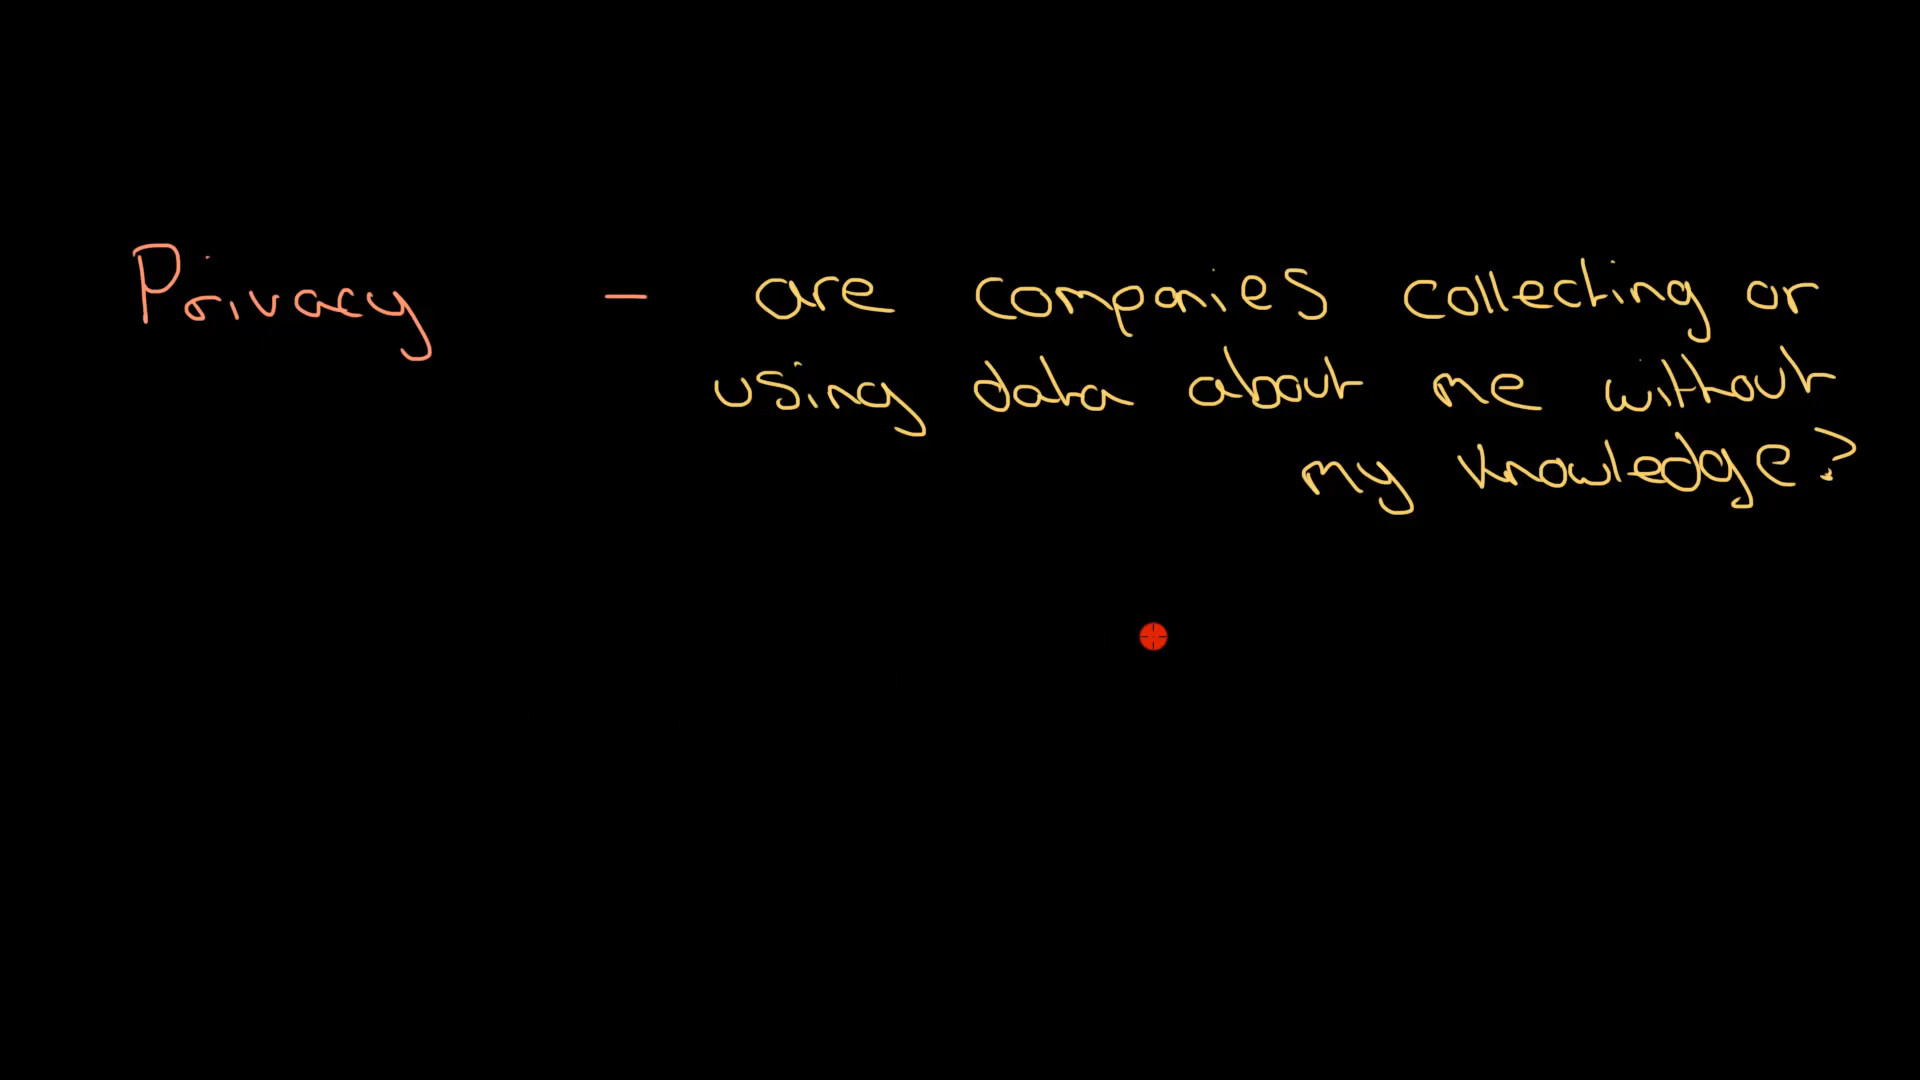 Privacy - are companies collecting or
using data about me without
my knowledge?